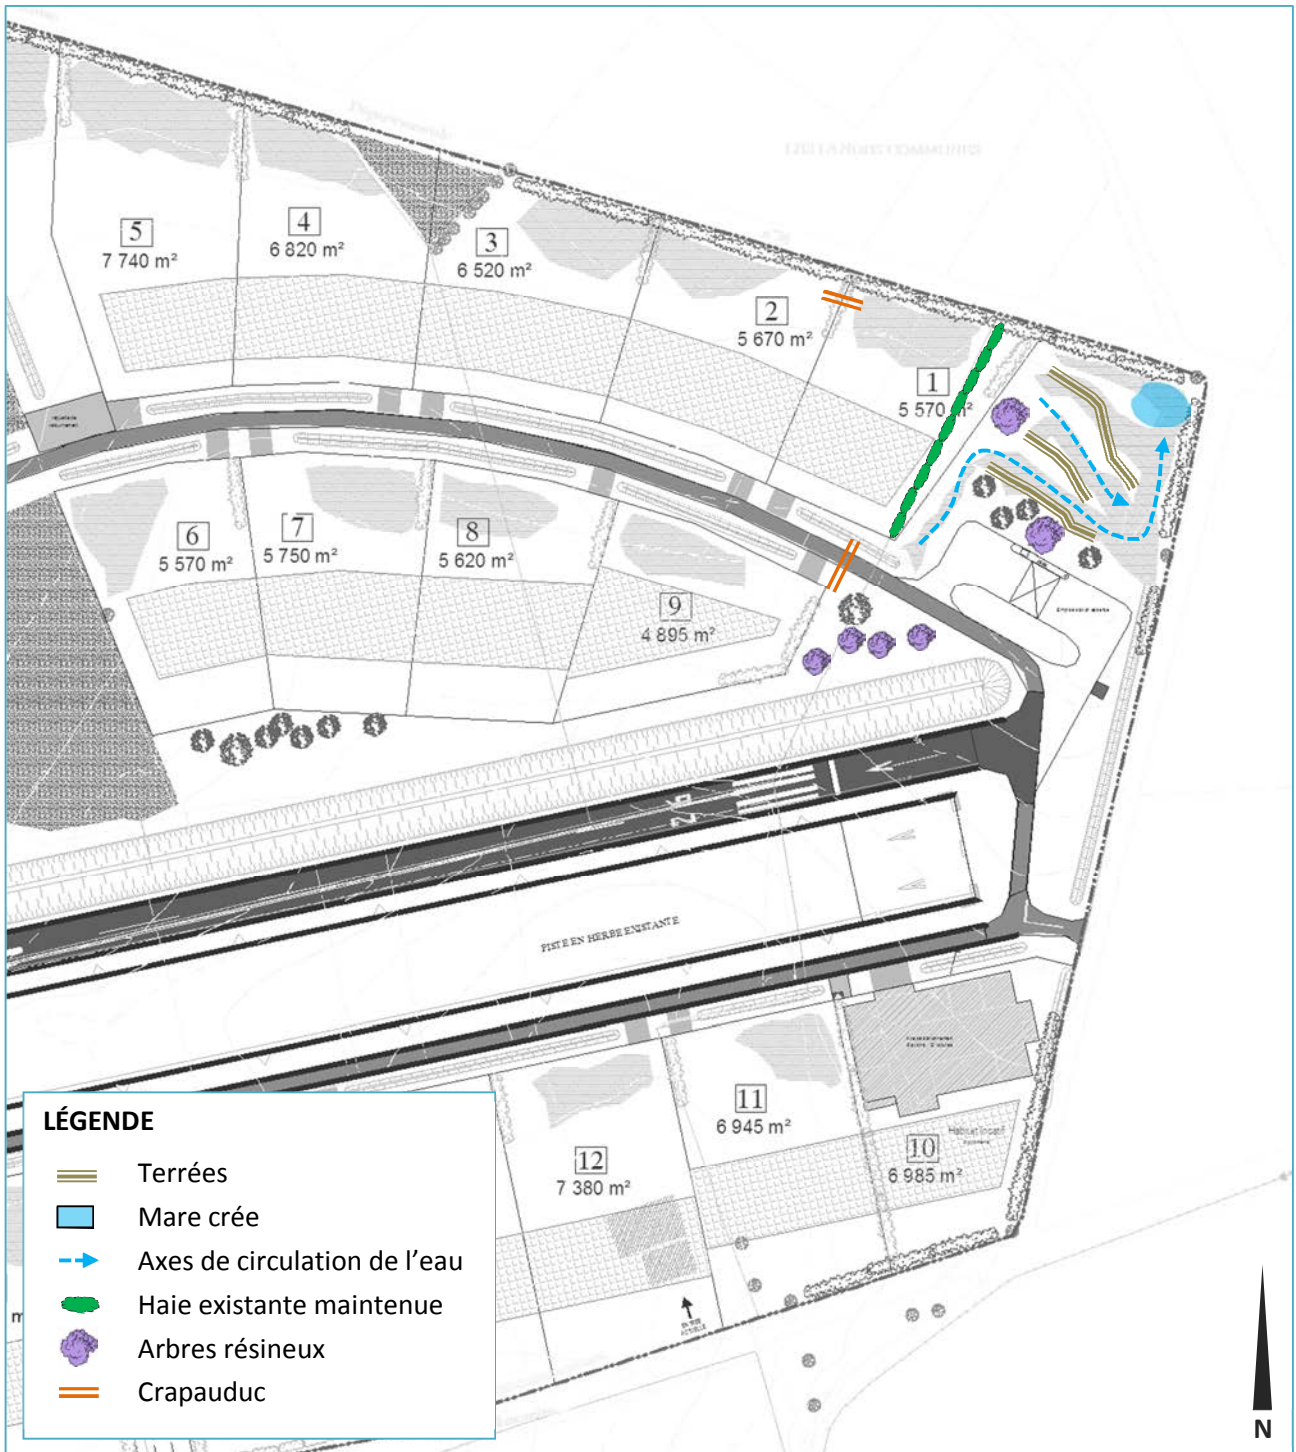 5
7 740 m²
4
6 820 m²
3
6 520 m²
2
5 670 m²
1
5 570 m²
6
5 570 m²
7
5 750 m²
8
5 620 m²
9
4 895 m²
PISTE EN HERBE EXISTANTE
11
6 945 m²
10
6 985 m²
12
7 380 m²
LÉGENDE
Terrées
Mare crée
Axes de circulation de l’eau
Haie existante maintenue
Arbres résineux
Crapauduc
N